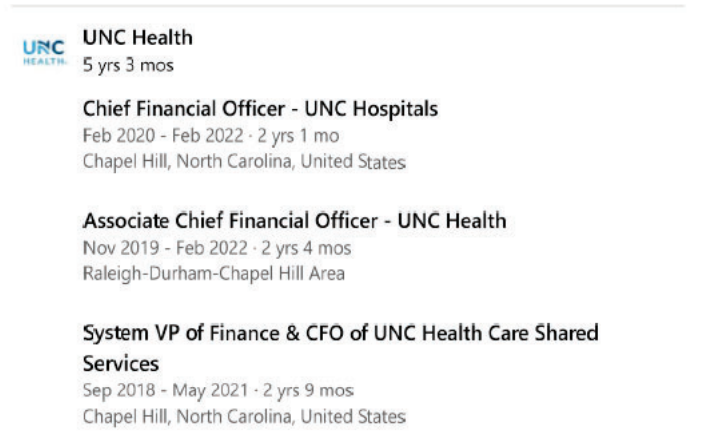 UNC
HEALTH.
UNC Health
5 yrs 3 mos
Chief Financial Officer - UNC Hospitals
Feb 2020 - Feb 2022 · 2 yrs 1 mo
Chapel Hill, North Carolina, United States
Associate Chief Financial Officer - UNC Health
Nov 2019 - Feb 2022 · 2 yrs 4 mos
Raleigh-Durham-Chapel Hill Area
System VP of Finance & CFO of UNC Health Care Shared
Services
Sep 2018 - May 2021 · 2 yrs 9 mos
Chapel Hill, North Carolina, United States